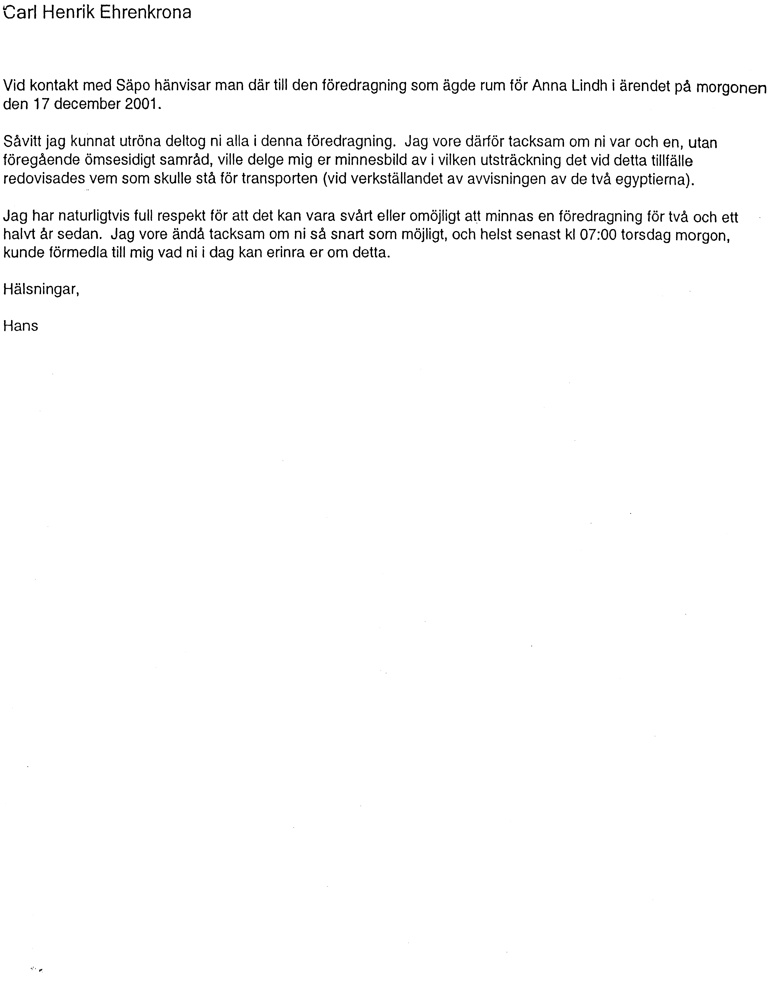 Carl Henrik Ehrenkrona
Vid kontakt med Säpo hänvisar man där till den föredragning som ägde rum för Anna Lindh i ärendet på morgonen
den 17 december 2001.
Såvitt jag kunnat utröna deltog ni alla i denna föredragning. Jag vore därför tacksam om ni var och en, utan
föregående ömsesidigt samråd, ville delge mig er minnesbild av i vilken utsträckning det vid detta tillfälle
redovisades vem som skulle stå för transporten (vid verkställandet av avvisningen av de två egyptierna).
Jag har naturligtvis full respekt för att det kan vara svårt eller omöjligt att minnas en föredragning för två och ett
halvt år sedan. Jag vore ändå tacksam om ni så snart som möjligt, och helst senast kl 07:00 torsdag morgon,
kunde förmedla till mig vad ni i dag kan erinra er om detta.
Hälsningar,
Hans